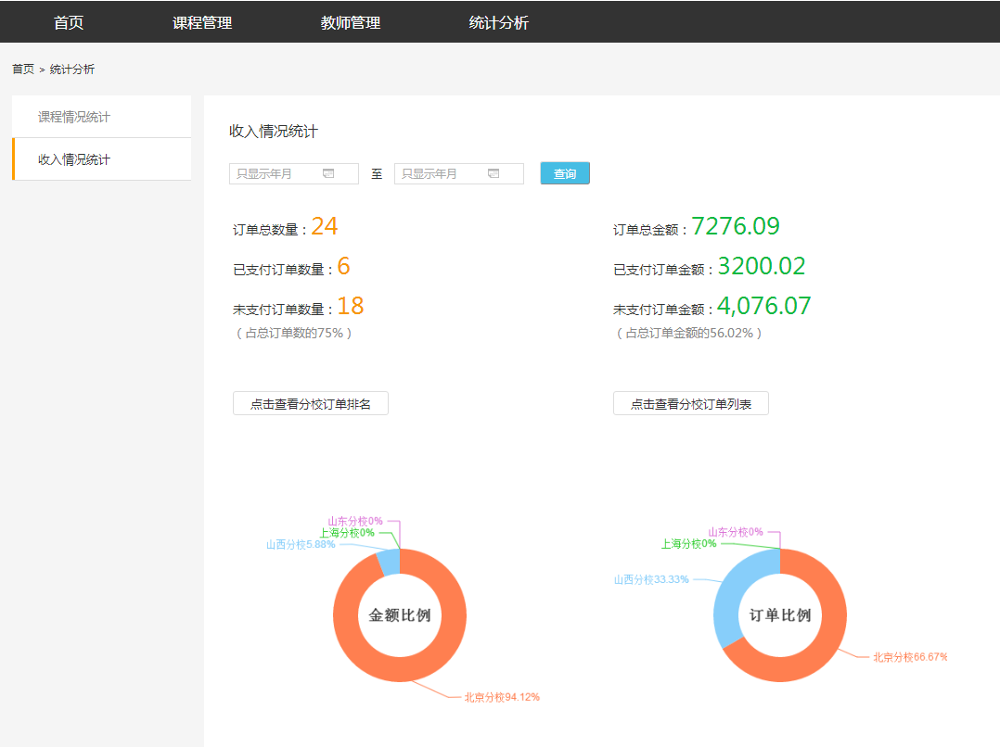 首页 课程管理 教师管理 统计分析
首页 > 统计分析
课程情况统计
收入情况统计
收入情况统计
只显示年月 至 只显示年月 查询
订单总数量：24 订单总金额：7276.09
已支付订单数量：6 已支付订单金额：3200.02
未支付订单数量：18 未支付订单金额：4,076.07
（占总订单数的75%） （占总订单金额的56.02%）
点击查看分校订单排名 点击查看分校订单列表
山东分校0%
上海分校0%
山西分校5.88%
金额比例
北京分校94.12%
山东分校0%
上海分校0%
山西分校33.33%
订单比例
北京分校66.67%